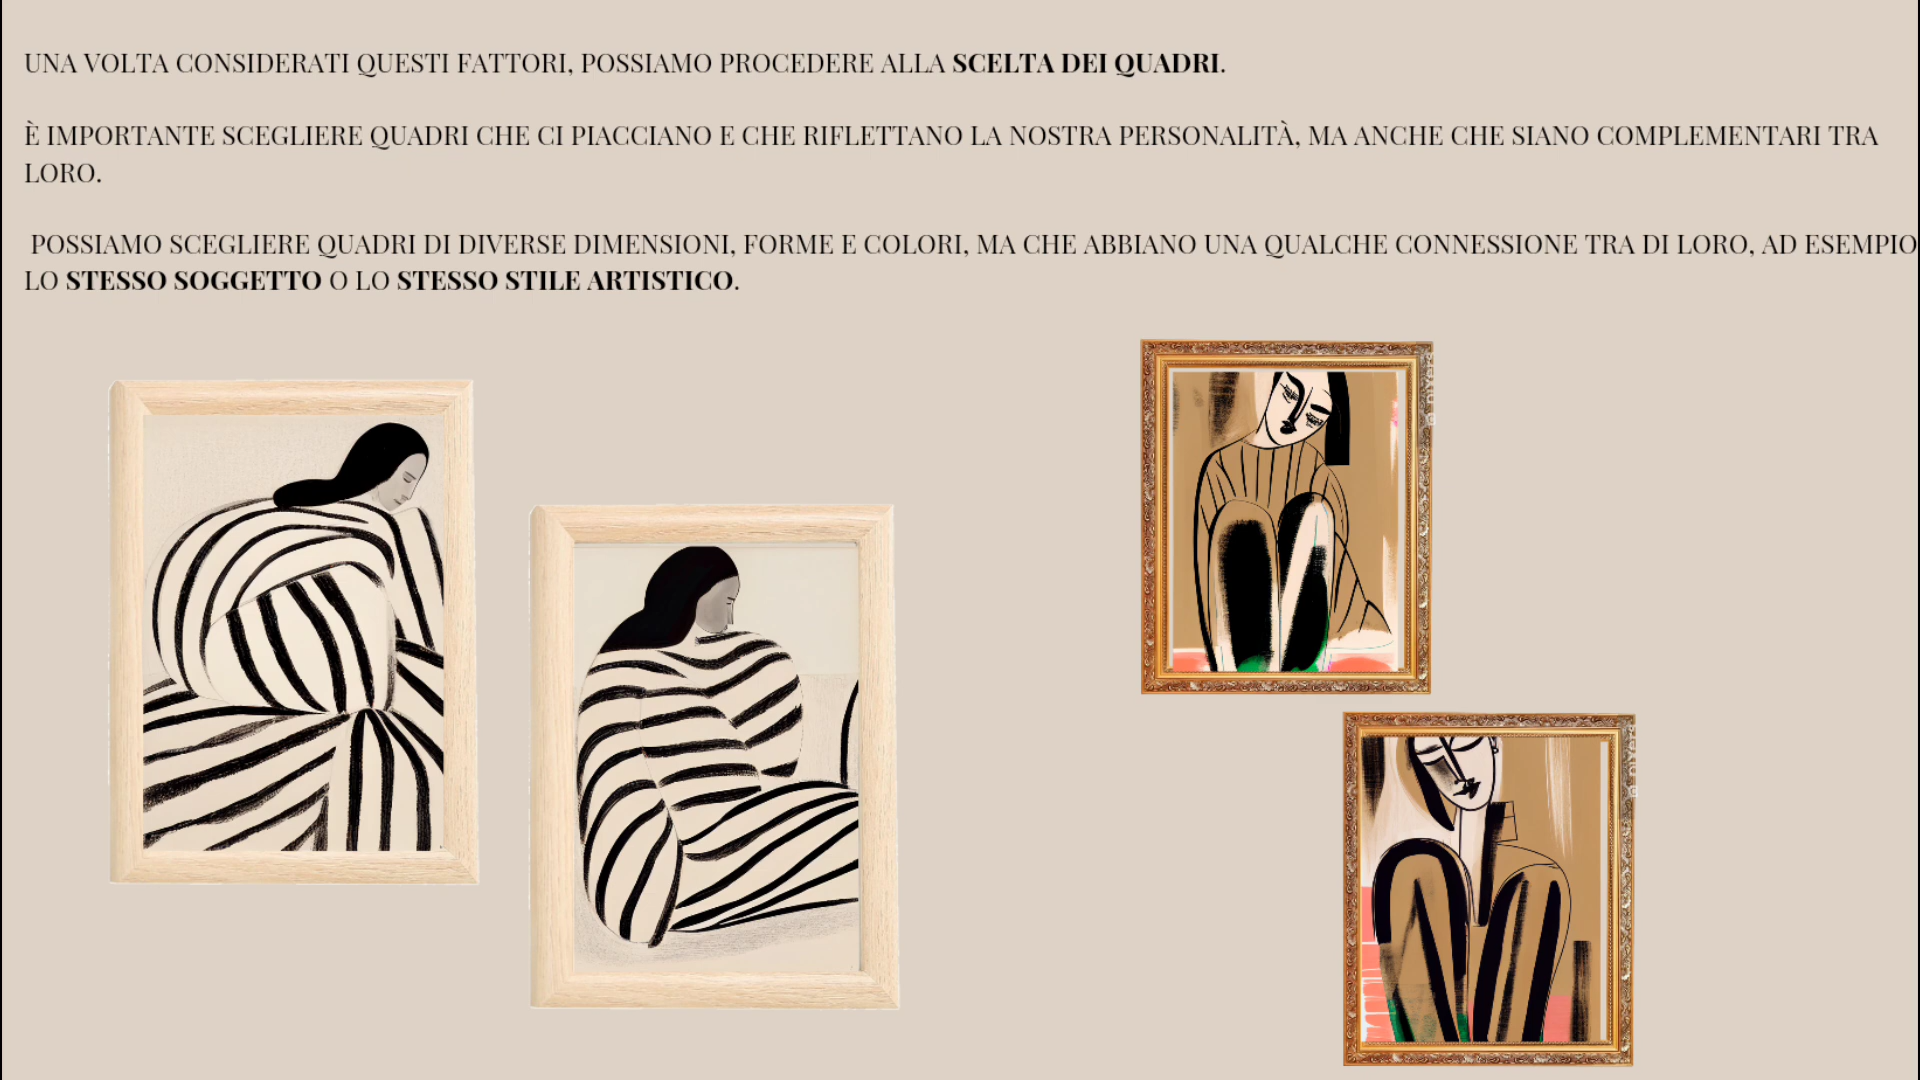 UNA VOLTA CONSIDERATI QUESTI FATTORI, POSSIAMO PROCEDERE ALLA SCELTA DEI QUADRI.
È IMPORTANTE SCEGLIERE QUADRI CHE CI PIACCIANO E CHE RIFLETTANO LA NOSTRA PERSONALITÀ, MA ANCHE CHE SIANO COMPLEMENTARI TRA
LORO.
POSSIAMO SCEGLIERE QUADRI DI DIVERSE DIMENSIONI, FORME E COLORI, MA CHE ABBIANO UNA QUALCHE CONNESSIONE TRA DI LORO, AD ESEMPIO
LO STESSO SOGGETTO O LO STESSO STILE ARTISTICO.